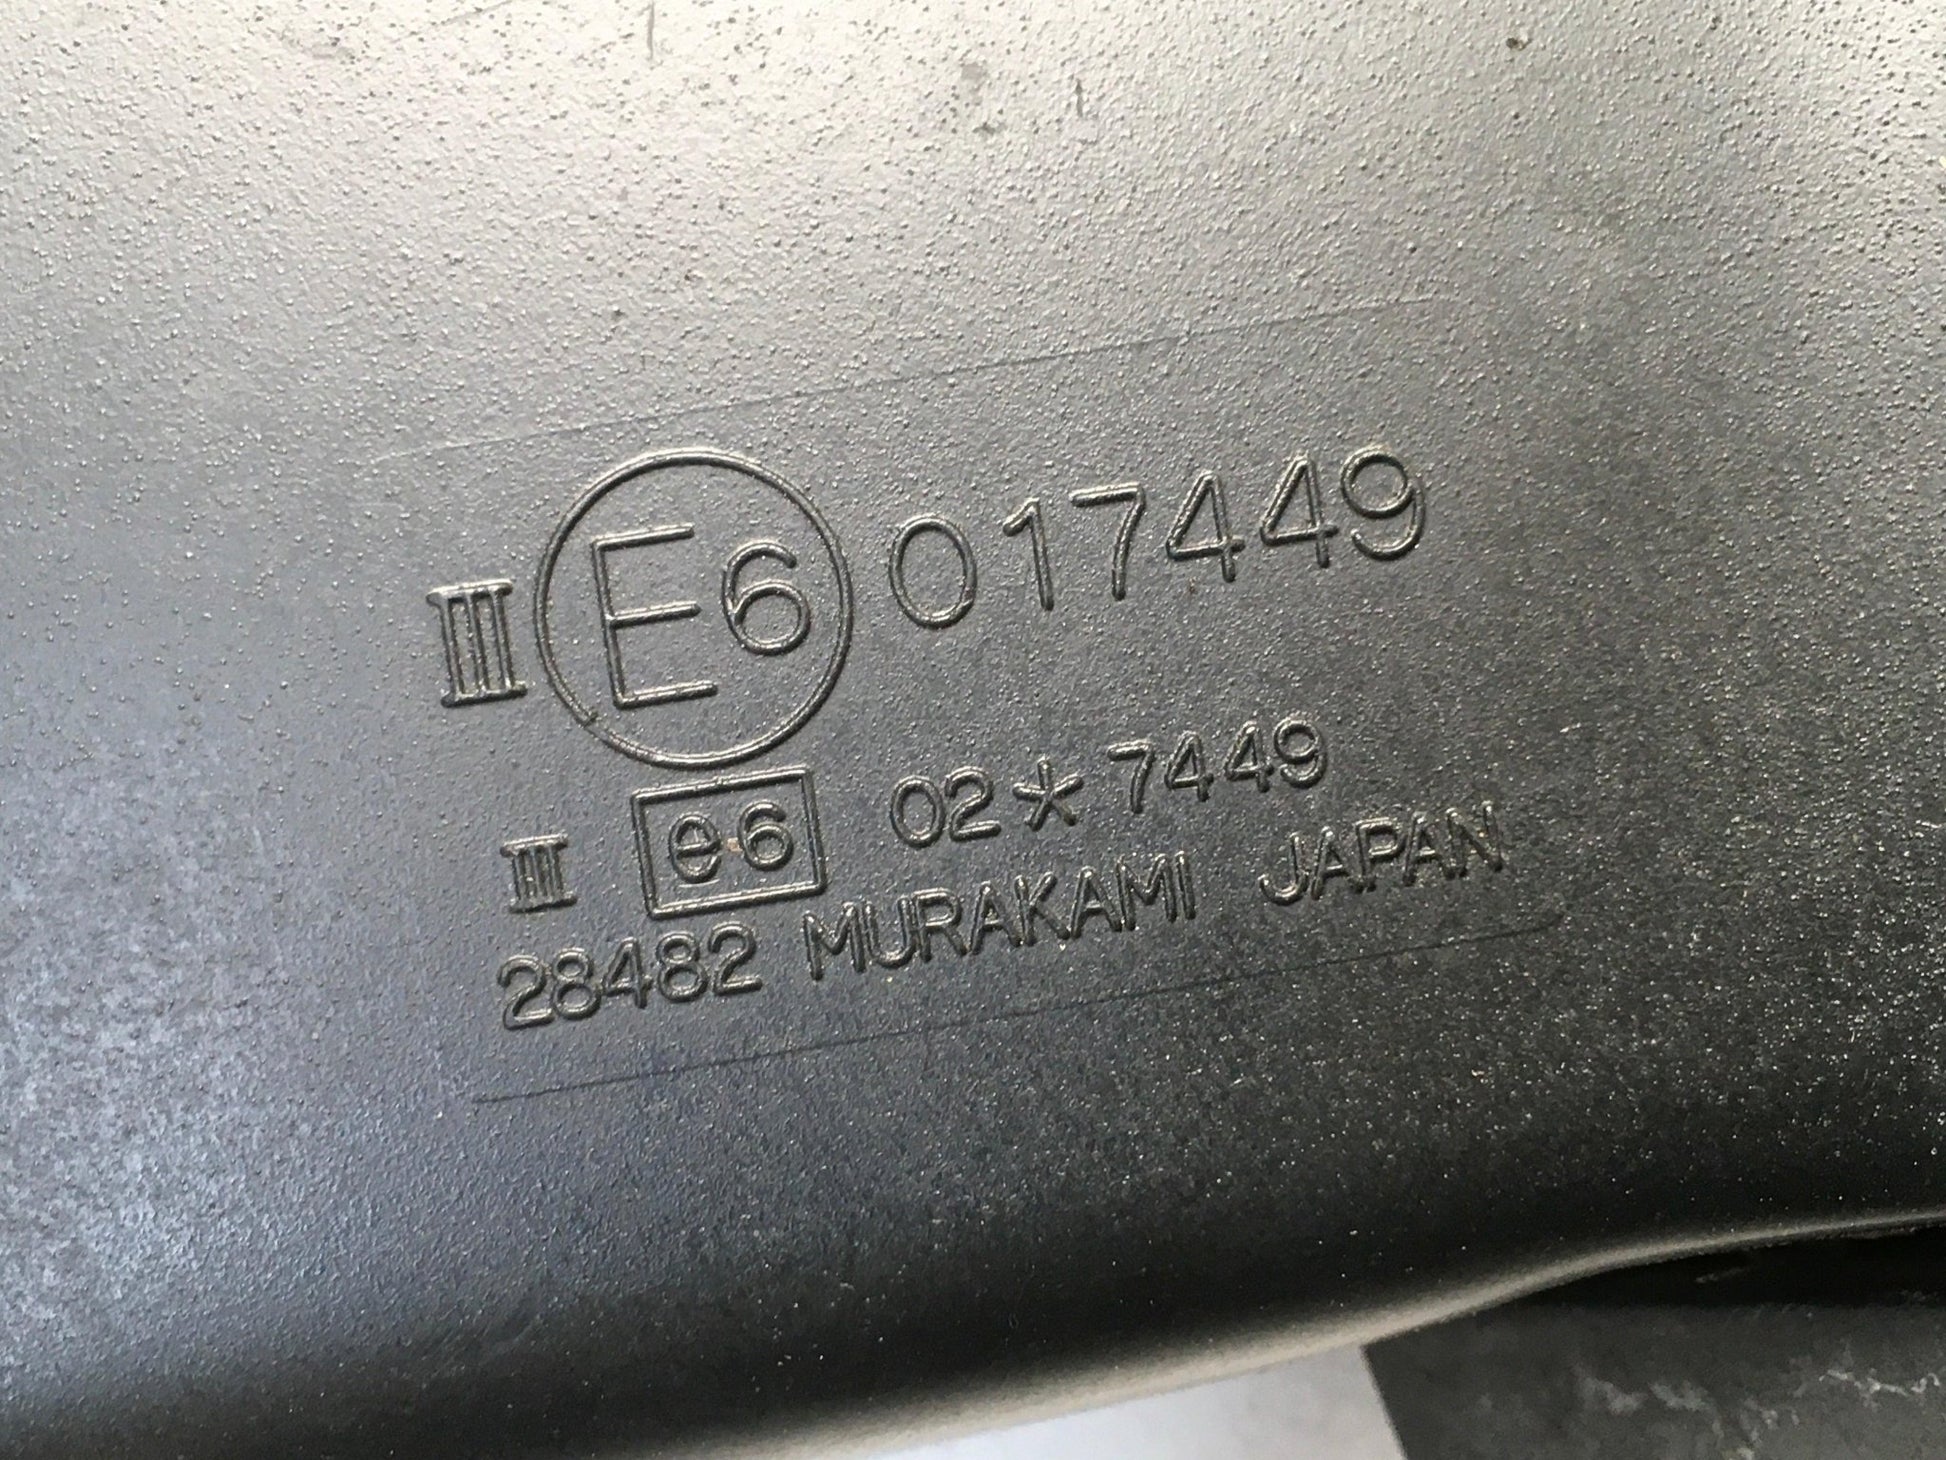 III E6 017449
III e6 02*7449
28482 MURAKAMI JAPAN